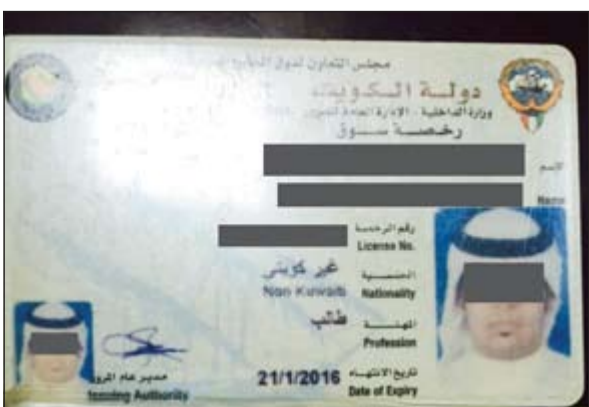 مجلس التعاون لدول
دولة الكويت
وزارة الداخلية - الإدارة العامة للمرور
رخصة سوق
الاسم
Name
رقم الرخصة
License No.
غير كويتي الجنسية
Non Kuwaiti Nationality
طالب المهنة
Profession
مدير عام المرور 21/1/2016 تاريخ الانتهاء
Issuing Authority Date of Expiry